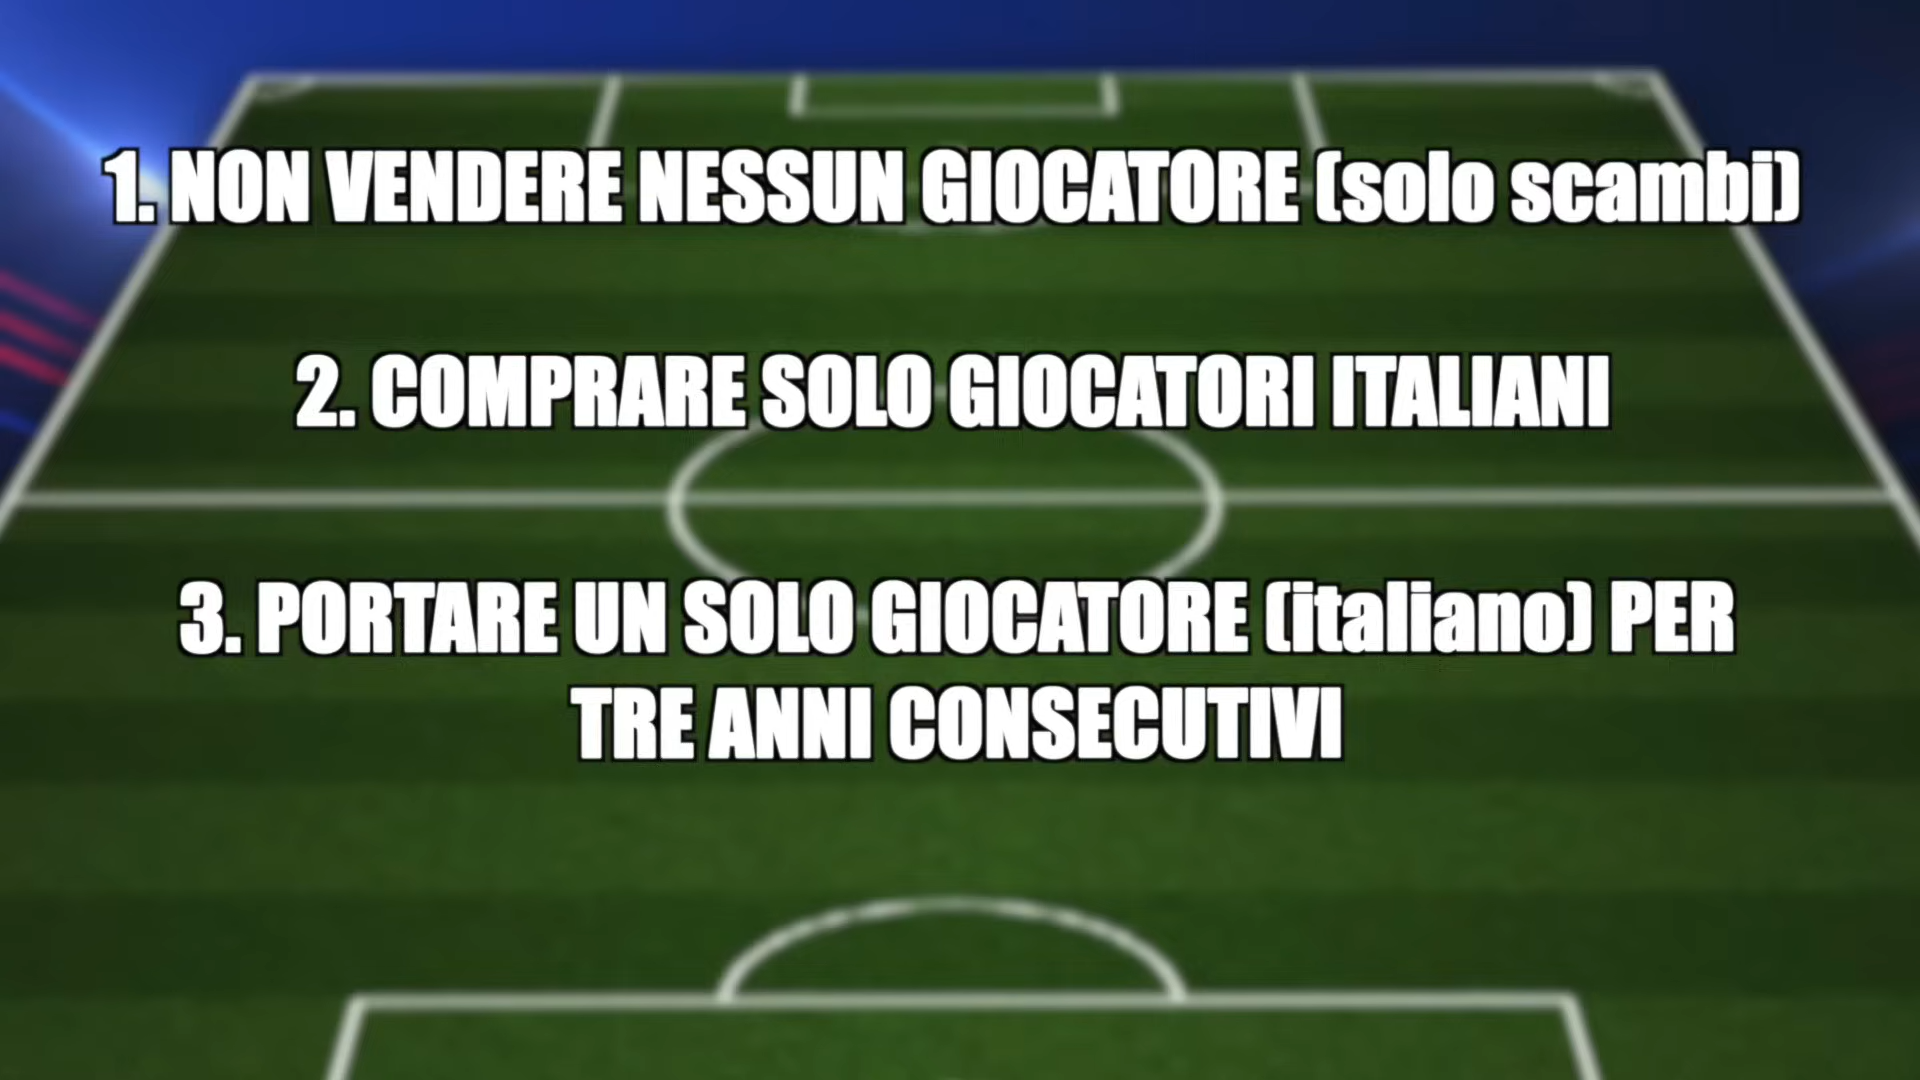 1. NON VENDERE NESSUN GIOCATORE (solo scambi)
2. COMPRARE SOLO GIOCATORI ITALIANI
3. PORTARE UN SOLO GIOCATORE (italiano) PER
TRE ANNI CONSECUTIVI